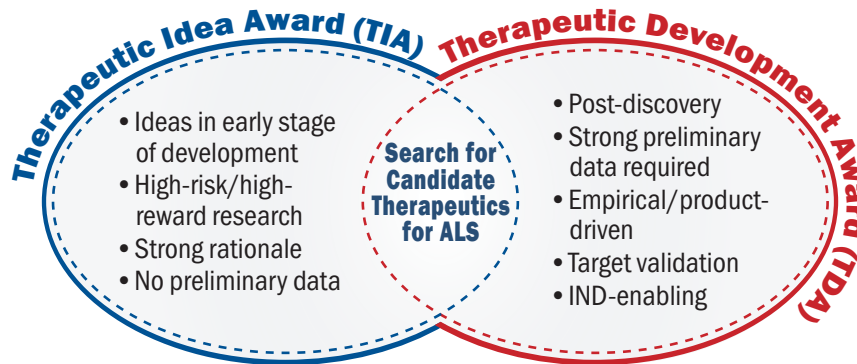 Therapeutic Idea Award (TIA)
Therapeutic Development Award (TDA)
• Ideas in early stage
of development
• High-risk/high-
reward research
• Strong rationale
• No preliminary data
Search for
Candidate
Therapeutics
for ALS
• Post-discovery
• Strong preliminary
data required
• Empirical/product-
driven
• Target validation
• IND-enabling